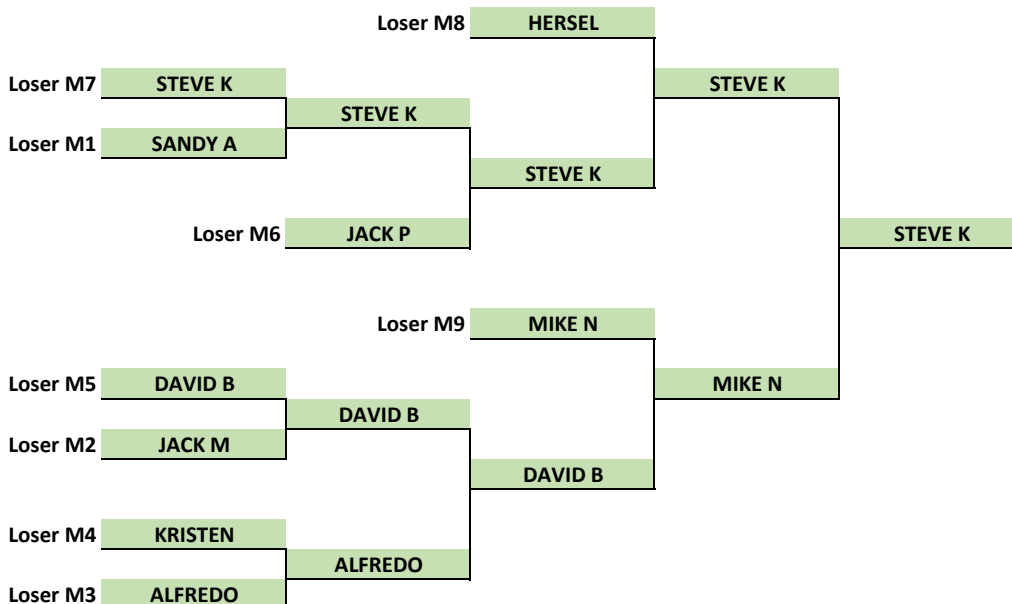 Loser M8 HERSEL
Loser M7 STEVE K STEVE K
STEVE K
Loser M1 SANDY A
STEVE K
Loser M6 JACK P STEVE K
Loser M9 MIKE N
Loser M5 DAVID B MIKE N
DAVID B
Loser M2 JACK M
DAVID B
Loser M4 KRISTEN
ALFREDO
Loser M3 ALFREDO